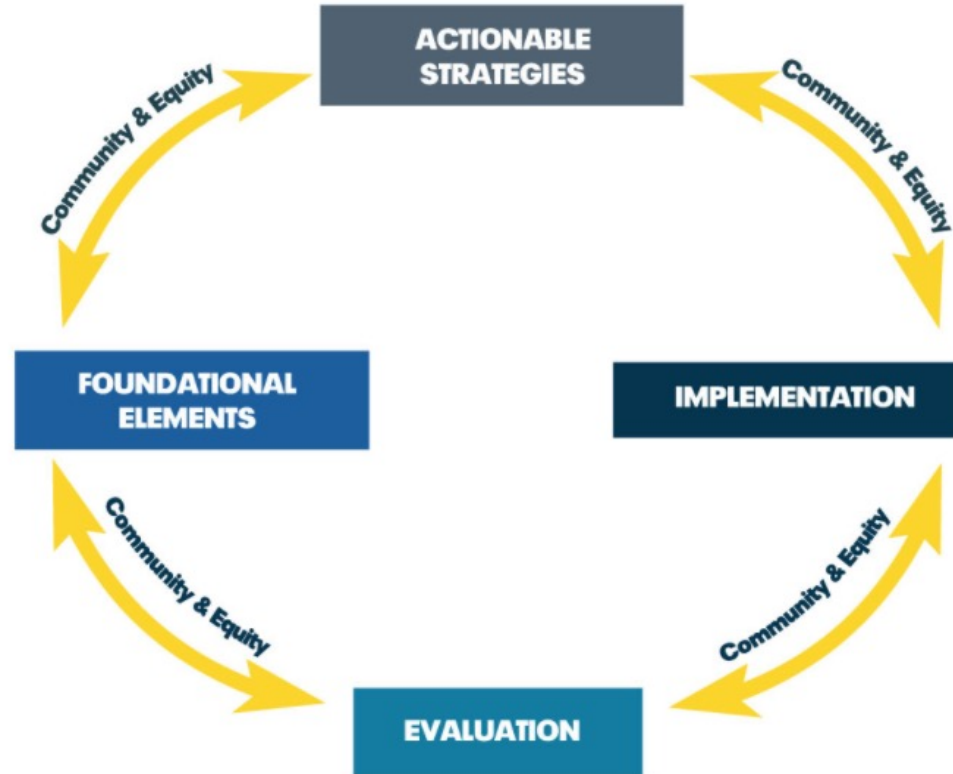 ACTIONABLE
STRATEGIES
Community & Equity
Community & Equity
FOUNDATIONAL
ELEMENTS
IMPLEMENTATION
Community & Equity
Community & Equity
EVALUATION